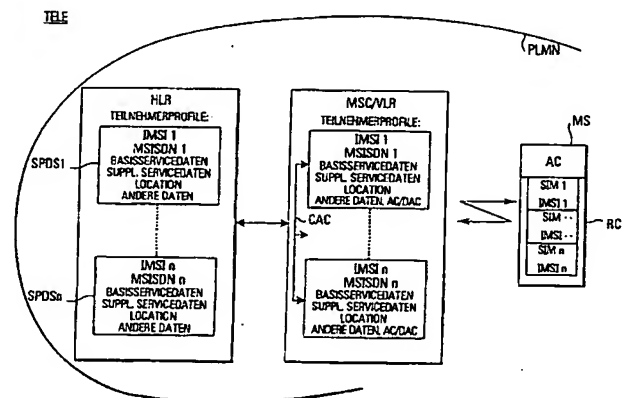 TELE
PLMN
HLR
TEILNEHMERPROFILE:
IMSI 1
MSISDN 1
BASISSERVICEDATEN
SUPPL. SERVICEDATEN
LOCATION
ANDERE DATEN
SPDS1
IMSI n
MSISDN n
BASISSERVICEDATEN
SUPPL. SERVICEDATEN
LOCATION
ANDERE DATEN
SPDSn
MSC/VLR
TEILNEHMERPROFILE:
IMSI 1
MSISDN 1
BASISSERVICEDATEN
SUPPL. SERVICEDATEN
LOCATION
ANDERE DATEN, AC/DAC
CAC
IMSI n
MSISDN n
BASISSERVICEDATEN
SUPPL. SERVICEDATEN
LOCATION
ANDERE DATEN, AC/DAC
MS
AC
SIM 1
IMSI 1
SIM ··
IMSI ··
SIM n
IMSI n
RC